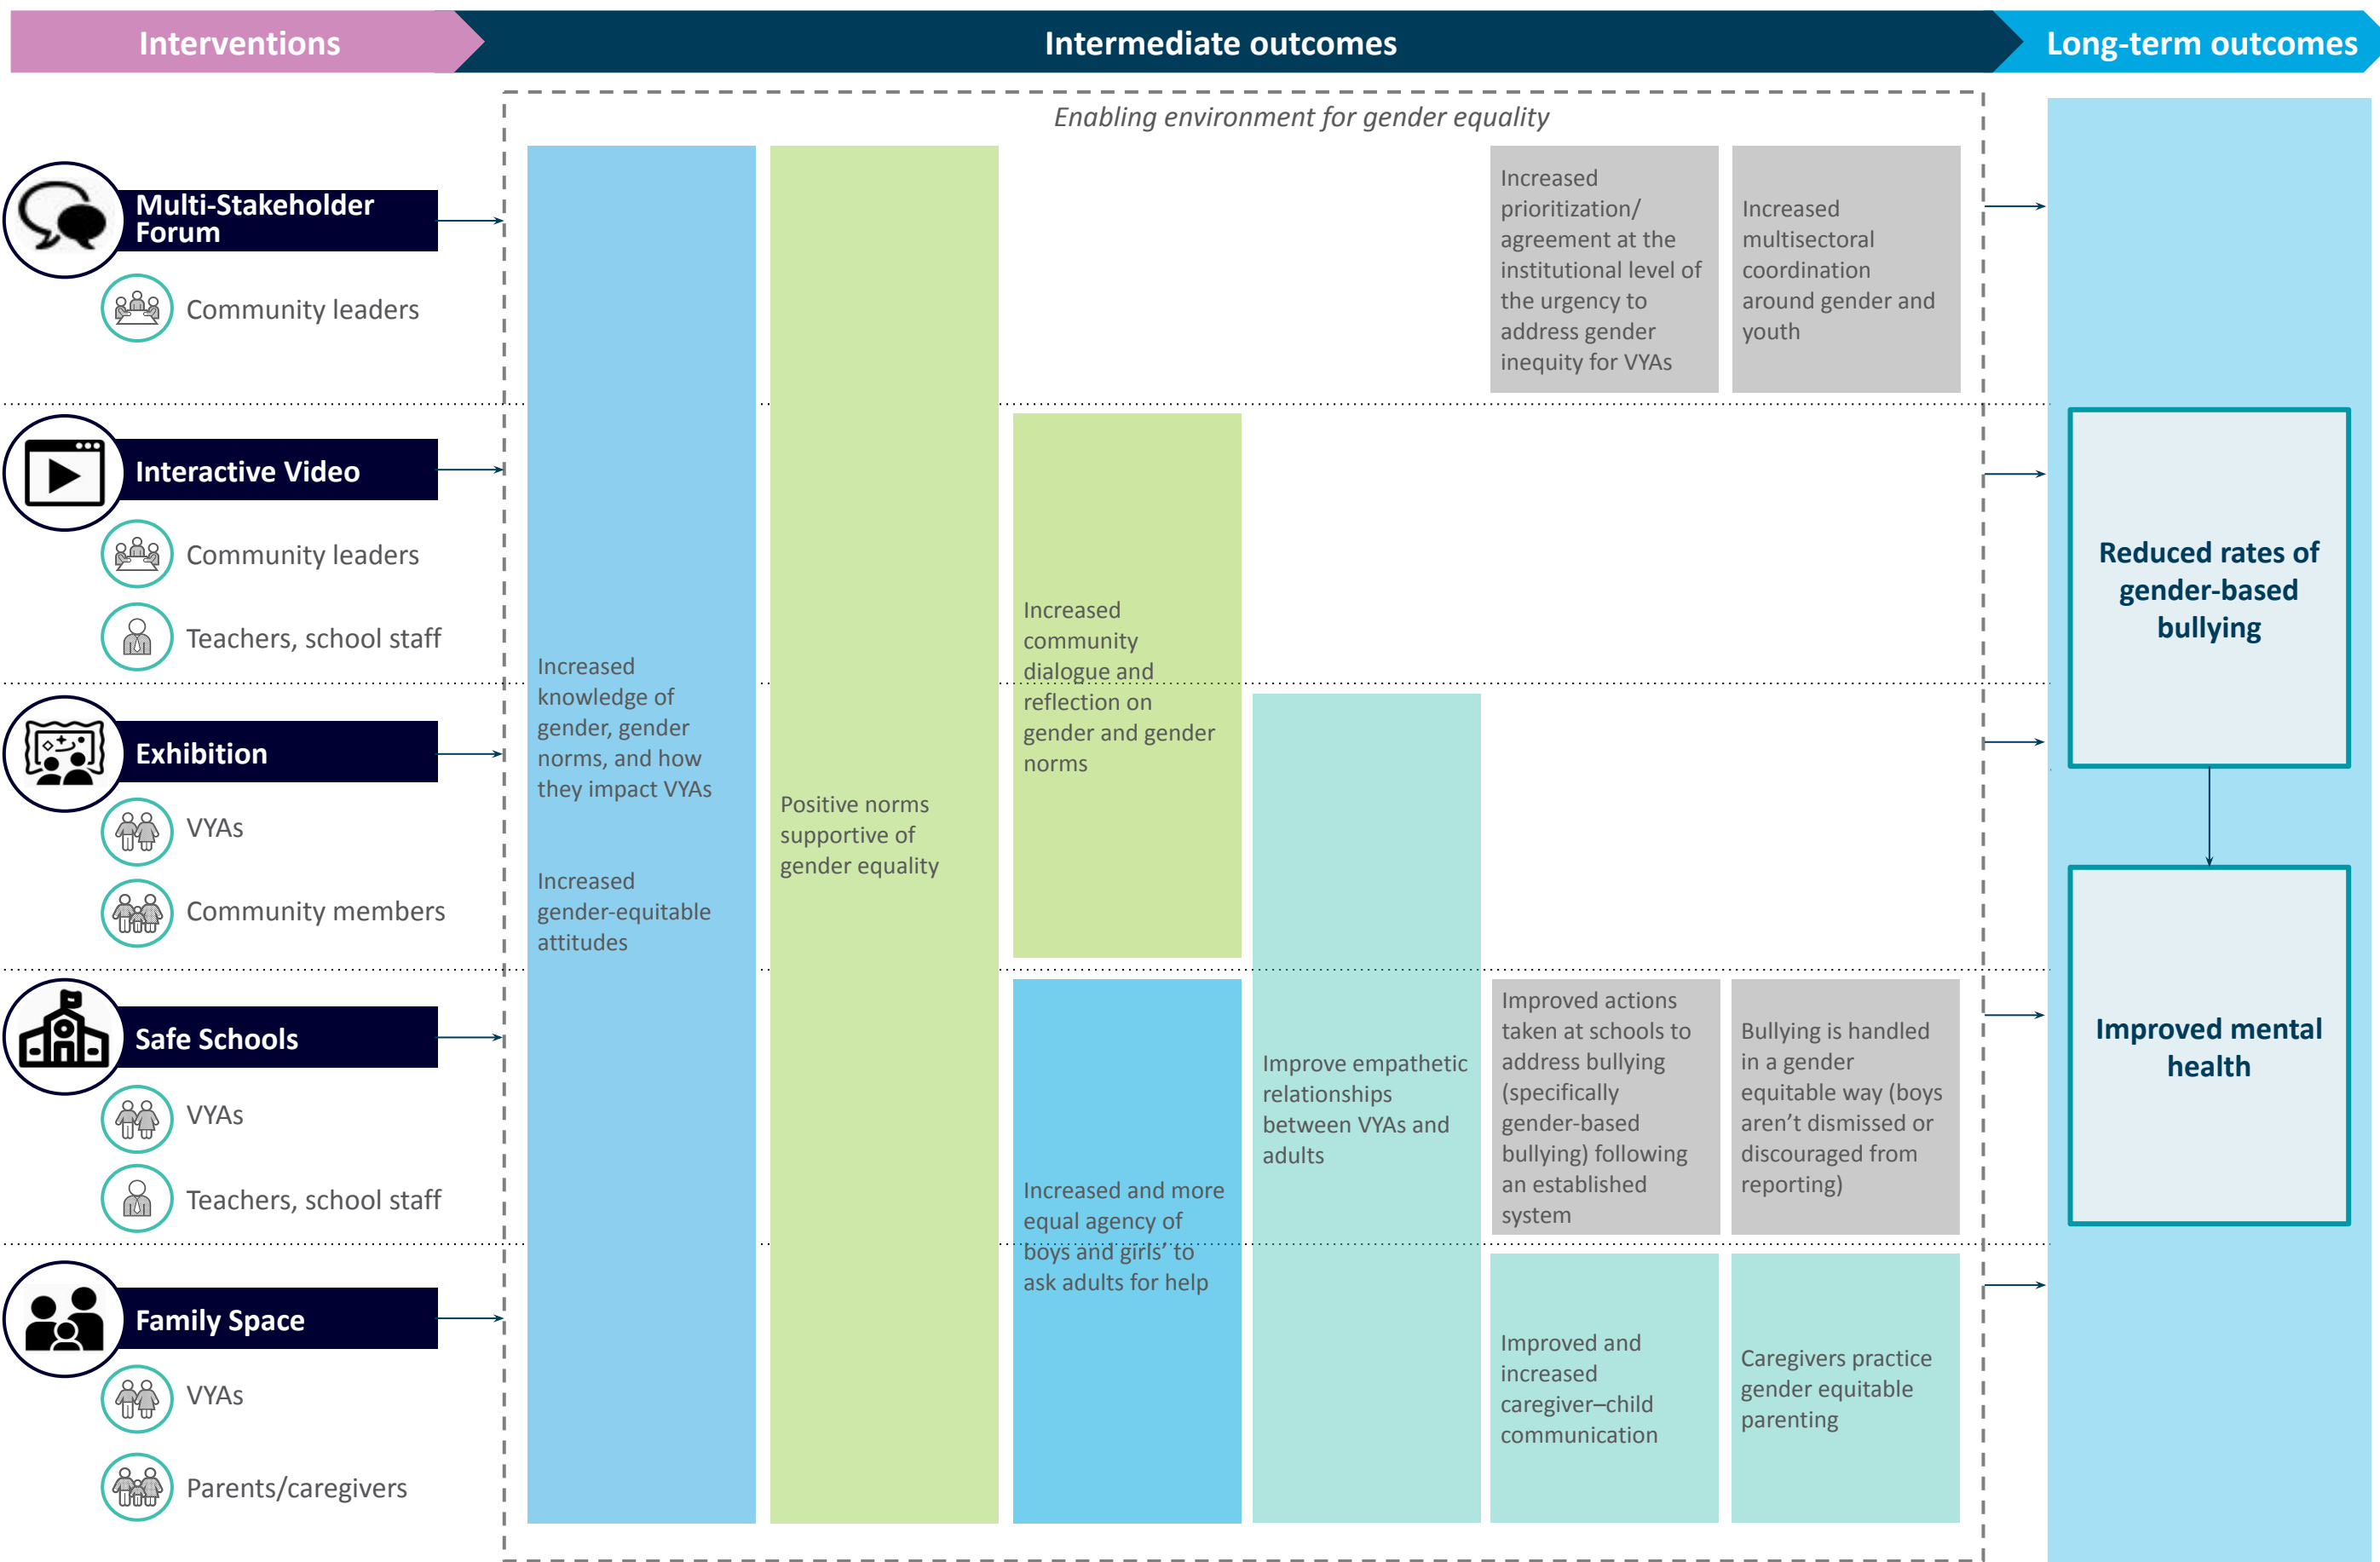 Interventions
Intermediate outcomes
Long-term outcomes
Enabling environment for gender equality
Multi-Stakeholder
Forum
Community leaders
Interactive Video
Community leaders
Teachers, school staff
Exhibition
VYAs
Community members
Safe Schools
VYAs
Teachers, school staff
Family Space
VYAs
Parents/caregivers
Increased
knowledge of
gender, gender
norms, and how
they impact VYAs
Increased
gender-equitable
attitudes
Positive norms
supportive of
gender equality
Increased
community
dialogue and
reflection on
gender and gender
norms
Increased and more
equal agency of
boys and girls’ to
ask adults for help
Improve empathetic
relationships
between VYAs and
adults
Increased
prioritization/
agreement at the
institutional level of
the urgency to
address gender
inequity for VYAs
Increased
multisectoral
coordination
around gender and
youth
Improved actions
taken at schools to
address bullying
(specifically
gender-based
bullying) following
an established
system
Bullying is handled
in a gender
equitable way (boys
aren’t dismissed or
discouraged from
reporting)
Improved and
increased
caregiver–child
communication
Caregivers practice
gender equitable
parenting
Reduced rates of
gender-based
bullying
Improved mental
health